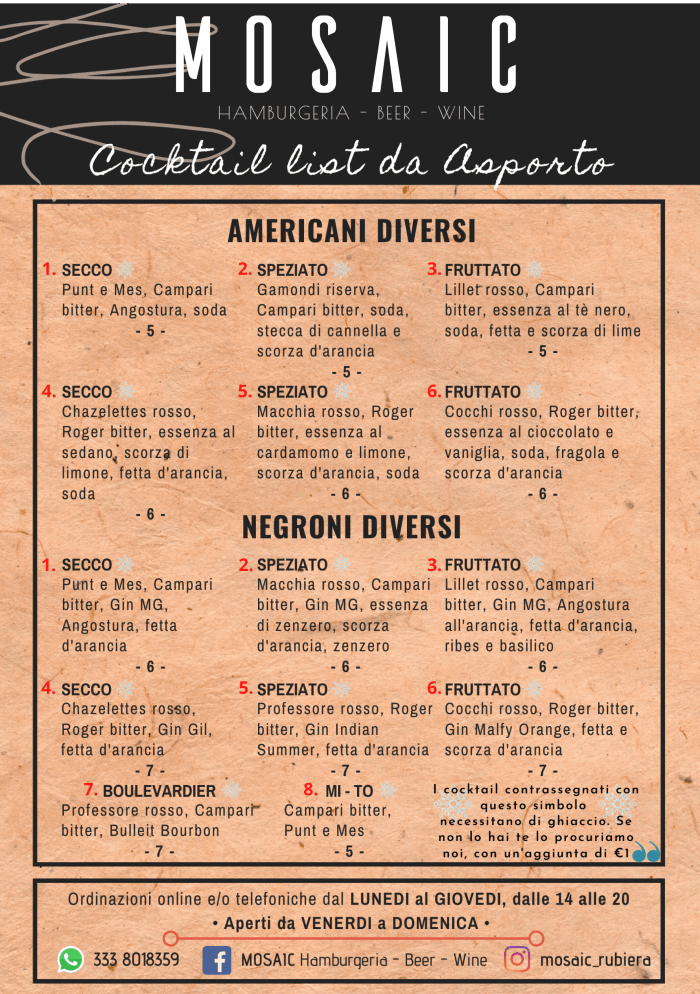 MOSAIC
HAMBURGERIA - BEER - WINE
Cocktail list da Asporto
AMERICANI DIVERSI
1. SECCO
Punt e Mes, Campari
bitter, Angostura, soda
- 5 -
2. SPEZIATO
Gamondi riserva,
Campari bitter, soda,
stecca di cannella e
scorza d'arancia
- 5 -
3. FRUTTATO
Lillet rosso, Campari
bitter, essenza al tè nero,
soda, fetta e scorza di lime
- 5 -
4. SECCO
Chazelettes rosso,
Roger bitter, essenza al
sedano, scorza di
limone, fetta d'arancia,
soda
- 6 -
5. SPEZIATO
Macchia rosso, Roger
bitter, essenza al
cardamomo e limone,
scorza d'arancia, soda
- 6 -
6. FRUTTATO
Cocchi rosso, Roger bitter,
essenza al cioccolato e
vaniglia, soda, fragola e
scorza d'arancia
- 6 -
NEGRONI DIVERSI
1. SECCO
Punt e Mes, Campari
bitter, Gin MG,
Angostura, fetta
d'arancia
- 6 -
2. SPEZIATO
Macchia rosso, Campari
bitter, Gin MG, essenza
di zenzero, scorza
d'arancia, zenzero
- 6 -
3. FRUTTATO
Lillet rosso, Campari
bitter, Gin MG, Angostura
all'arancia, fetta d'arancia,
ribes e basilico
- 6 -
4. SECCO
Chazelettes rosso,
Roger bitter, Gin Gil,
fetta d'arancia
- 7 -
5. SPEZIATO
Professore rosso, Roger
bitter, Gin Indian
Summer, fetta d'arancia
- 7 -
6. FRUTTATO
Cocchi rosso, Roger bitter,
Gin Malfy Orange, fetta e
scorza d'arancia
- 7 -
7. BOULEVARDIER
Professore rosso, Campari
bitter, Bulleit Bourbon
- 7 -
8. MI - TO
Campari bitter,
Punt e Mes
- 5 -
I cocktail contrassegnati con
questo simbolo
necessitano di ghiaccio. Se
non lo hai te lo procuriamo
noi, con un'aggiunta di €1
Ordinazioni online e/o telefoniche dal LUNEDI al GIOVEDI, dalle 14 alle 20
• Aperti da VENERDI a DOMENICA •
333 8018359
MOSAIC Hamburgeria - Beer - Wine
mosaic_rubiera